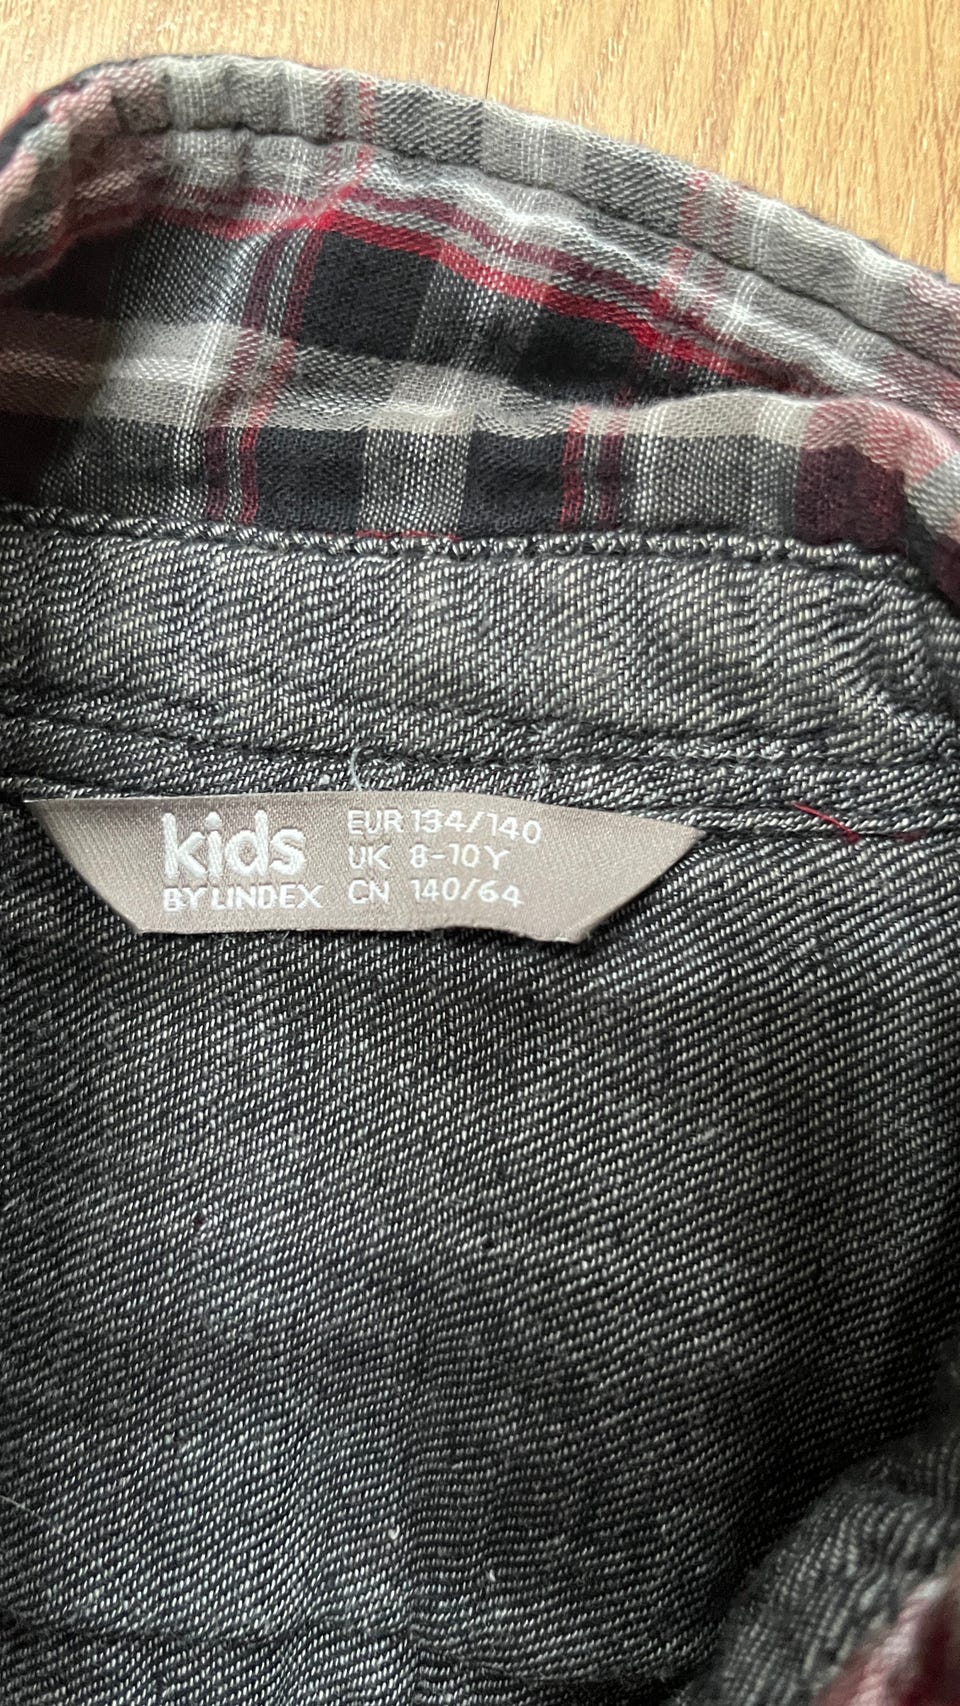 kids
BY LINDEX
EUR 134/140
UK 8-10Y
CN 140/64